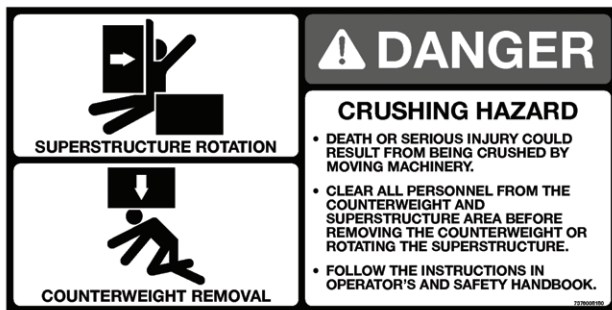 SUPERSTRUCTURE ROTATION
COUNTERWEIGHT REMOVAL
DANGER
CRUSHING HAZARD
• DEATH OR SERIOUS INJURY COULD
RESULT FROM BEING CRUSHED BY
MOVING MACHINERY.
• CLEAR ALL PERSONNEL FROM THE
COUNTERWEIGHT AND
SUPERSTRUCTURE AREA BEFORE
REMOVING THE COUNTERWEIGHT OR
ROTATING THE SUPERSTRUCTURE.
• FOLLOW THE INSTRUCTIONS IN
OPERATOR'S AND SAFETY HANDBOOK.